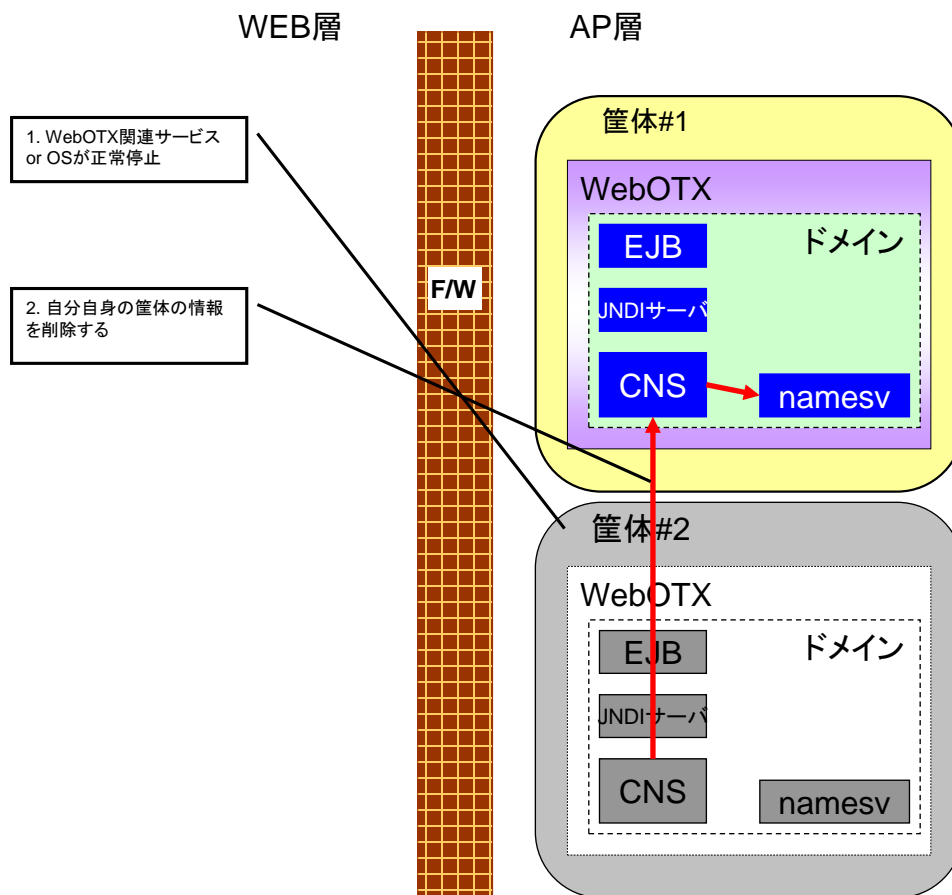 WEB層
AP層
1. WebOTX関連サービス
or OSが正常停止
2. 自分自身の筐体の情報
を削除する
F/W
筐体#1
WebOTX
ドメイン
EJB
JNDIサーバ
CNS
namesv
筐体#2
WebOTX
ドメイン
EJB
JNDIサーバ
CNS
namesv